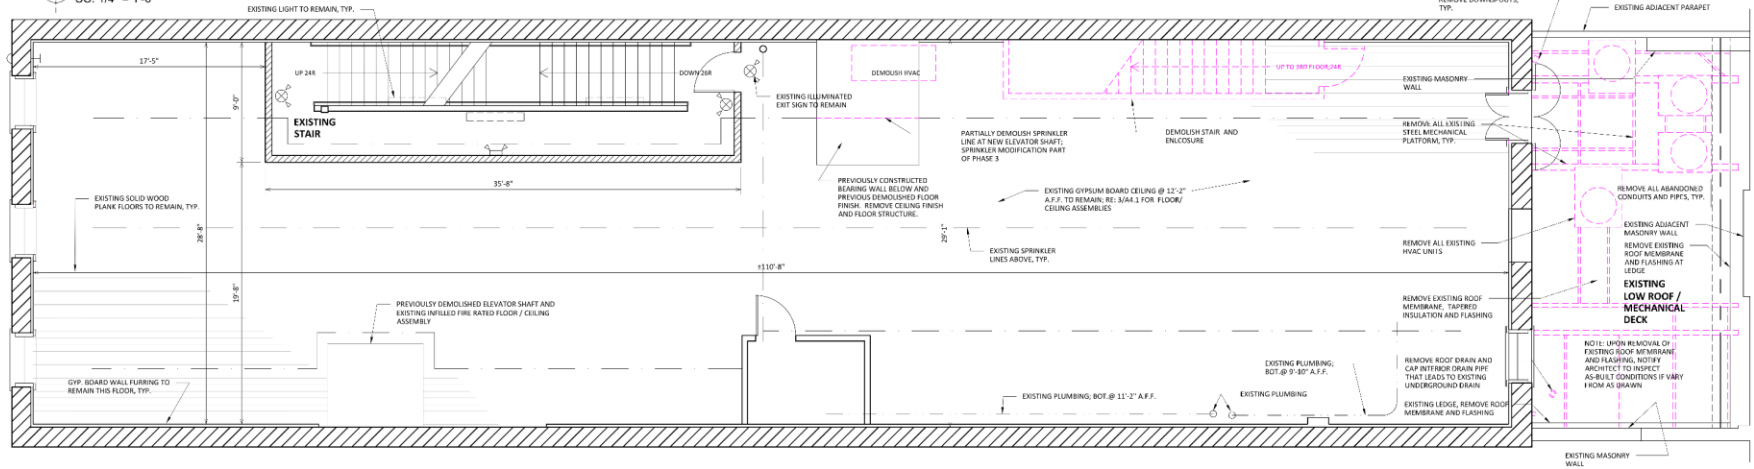 SC: 1/4" = 1'-0"
EXISTING LIGHT TO REMAIN, TYP.
REMOVE DOWNSPOUTS,
TYP.
EXISTING ADJACENT PARAPET
17'-5"
UP 24R
DOWN 26R
9'-0"
EXISTING
STAIR
35'-8"
EXISTING ILLUMINATED
EXIT SIGN TO REMAIN
DEMOLISH HVAC
UP TO 3RD FLOOR 24R
PARTIALLY DEMOLISH SPRINKLER
LINE AT NEW ELEVATOR SHAFT;
SPRINKLER MODIFICATION PART
OF PHASE 3
DEMOLISH STAIR AND
ENCLOSURE
PREVIOUSLY CONSTRUCTED
BEARING WALL BELOW AND
PREVIOUS DEMOLISHED FLOOR
FINISH. REMOVE CEILING FINISH
AND FLOOR STRUCTURE.
EXISTING GYPSUM BOARD CEILING @ 12'-2"
A.F.F. TO REMAIN; RE: 3/A4.1 FOR FLOOR/
CEILING ASSEMBLIES
EXISTING MASONRY
WALL
REMOVE ALL EXISTING
STEEL MECHANICAL
PLATFORM, TYP.
REMOVE ALL ABANDONED
CONDUITS AND PIPES, TYP.
EXISTING SOLID WOOD
PLANK FLOORS TO REMAIN, TYP.
28'-8"
29'-1"
EXISTING SPRINKLER
LINES ABOVE, TYP.
REMOVE ALL EXISTING
HVAC UNITS
EXISTING ADJACENT
MASONRY WALL
REMOVE EXISTING
ROOF MEMBRANE
AND FLASHING AT
LEDGE
±110'-8"
19'-8"
EXISTING
LOW ROOF /
MECHANICAL
DECK
PREVIOULSY DEMOLISHED ELEVATOR SHAFT AND
EXISTING INFILLED FIRE RATED FLOOR / CEILING
ASSEMBLY
REMOVE EXISTING ROOF
MEMBRANE, TAPERED
INSULATION AND FLASHING
NOTE: UPON REMOVAL OF
EXISTING ROOF MEMBRANE
AND FLASHING, NOTIFY
ARCHITECT TO INSPECT
AS-BUILT CONDITIONS IF VARY
FROM AS DRAWN
GYP. BOARD WALL FURRING TO
REMAIN THIS FLOOR, TYP.
EXISTING PLUMBING;
BOT.@ 9'-10" A.F.F.
REMOVE ROOF DRAIN AND
CAP INTERIOR DRAIN PIPE
THAT LEADS TO EXISTING
UNDERGROUND DRAIN
EXISTING PLUMBING; BOT.@ 11'-2" A.F.F.
EXISTING PLUMBING
EXISTING LEDGE, REMOVE ROOF
MEMBRANE AND FLASHING
EXISTING MASONRY
WALL